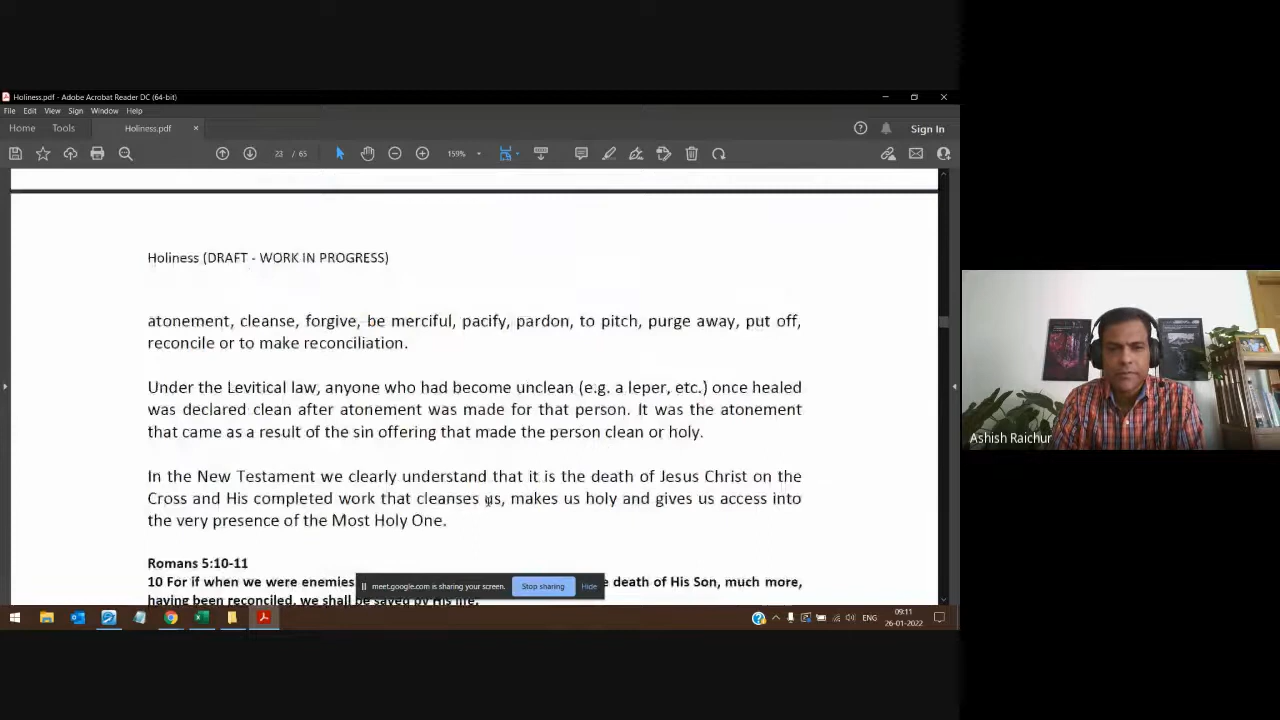 Holiness.pdf - Adobe Acrobat Reader DC (64-bit)
File Edit View Sign Window Help
Home Tools Holiness.pdf × Sign In
23 / 65 159%
Holiness (DRAFT - WORK IN PROGRESS)
atonement, cleanse, forgive, be merciful, pacify, pardon, to pitch, purge away, put off,
reconcile or to make reconciliation.
Under the Levitical law, anyone who had become unclean (e.g. a leper, etc.) once healed
was declared clean after atonement was made for that person. It was the atonement
that came as a result of the sin offering that made the person clean or holy.
In the New Testament we clearly understand that it is the death of Jesus Christ on the
Cross and His completed work that cleanses us, makes us holy and gives us access into
the very presence of the Most Holy One.
Romans 5:10-11
10 For if when we were enemies death of His Son, much more,
having been reconciled, we shall be saved by His life.
meet.google.com is sharing your screen. Stop sharing Hide
Ashish Raichur
ENG
09:11
26-01-2022